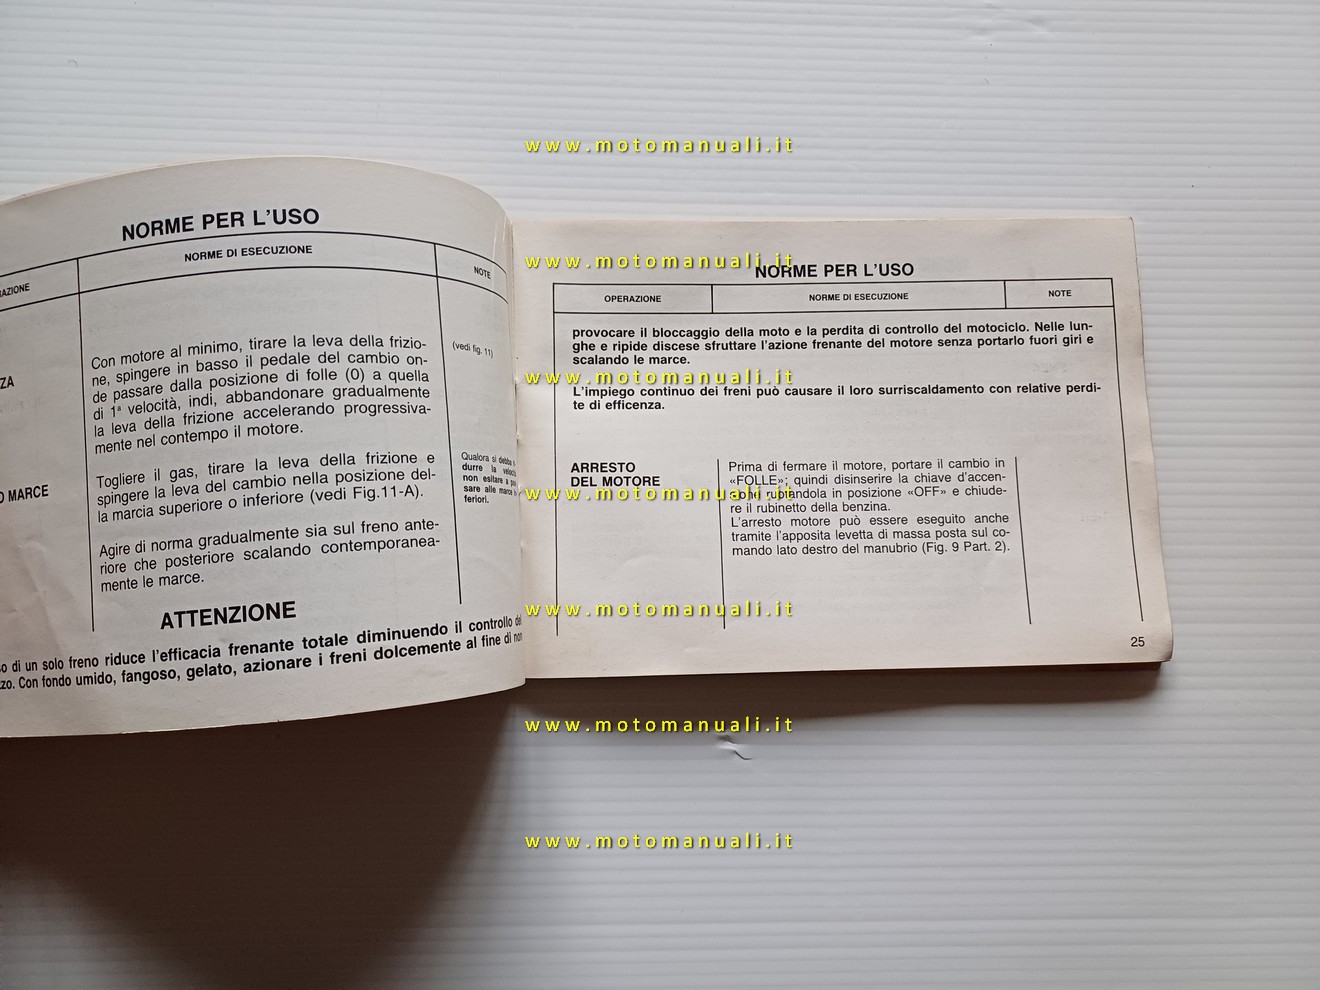 www.motomanuali.it
NORME PER L'USO
NORME DI ESECUZIONE
NOTE
Con motore al minimo, tirare la leva della frizio-
ne, spingere in basso il pedale del cambio on-
de passare dalla posizione di folle (0) a quella
di 1ª velocità, indi, abbandonare gradualmente
la leva della frizione accelerando progressiva-
mente nel contempo il motore.
(vedi fig. 11)
MARCE
Togliere il gas, tirare la leva della frizione e
spingere la leva del cambio nella posizione del-
la marcia superiore o inferiore (vedi Fig.11-A).
Qualora si debba
durre la
non esitare a
sare alle marce
feriori.
Agire di norma gradualmente sia sul freno ante-
riore che posteriore scalando contemporanea-
mente le marce.
ATTENZIONE
di un solo freno riduce l'efficacia frenante totale diminuendo il controllo
Con fondo umido, fangoso, gelato, azionare i freni dolcemente al fine di non
www.motomanuali.it
NORME PER L'USO
OPERAZIONE
NORME DI ESECUZIONE
NOTE
provocare il bloccaggio della moto e la perdita di controllo del motociclo. Nelle lun-
ghe e ripide discese sfruttare l'azione frenante del motore senza portarlo fuori giri e
scalando le marce.
www.motomanuali.it
L'impiego continuo dei freni può causare il loro surriscaldamento con relative perdi-
te di efficenza.
ARRESTO
DEL MOTORE
Prima di fermare il motore, portare il cambio in
«FOLLE»; quindi disinserire la chiave d'accen-
sione ruotandola in posizione «OFF» e chiude-
re il rubinetto della benzina.
L'arresto motore può essere eseguito anche
tramite l'apposita levetta di massa posta sul co-
mando lato destro del manubrio (Fig. 9 Part. 2).
www.motomanuali.it
www.motomanuali.it
25
www.motomanuali.it
www.motomanuali.it